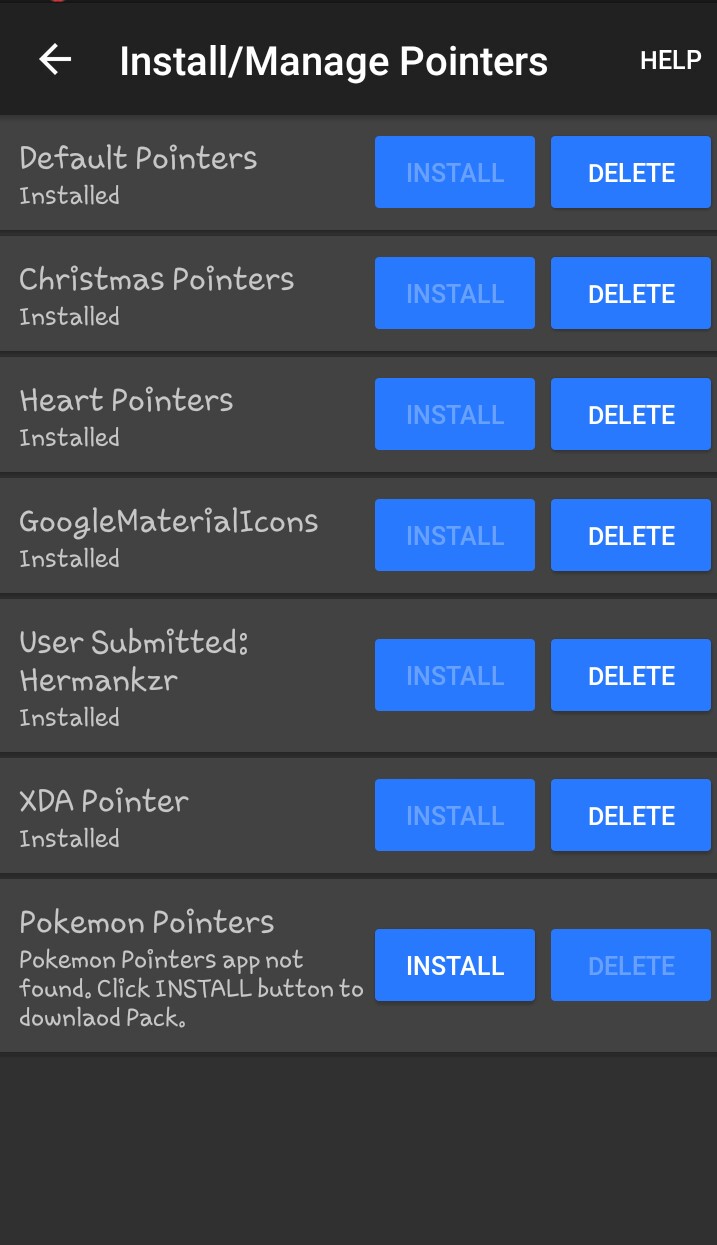 Install/Manage Pointers
HELP
Default Pointers
Installed
INSTALL
DELETE
Christmas Pointers
Installed
INSTALL
DELETE
Heart Pointers
Installed
INSTALL
DELETE
GoogleMaterialIcons
Installed
INSTALL
DELETE
User Submitted:
Hermankzr
Installed
INSTALL
DELETE
XDA Pointer
Installed
INSTALL
DELETE
Pokemon Pointers
Pokemon Pointers app not
found. Click INSTALL button to
downlaod Pack.
INSTALL
DELETE